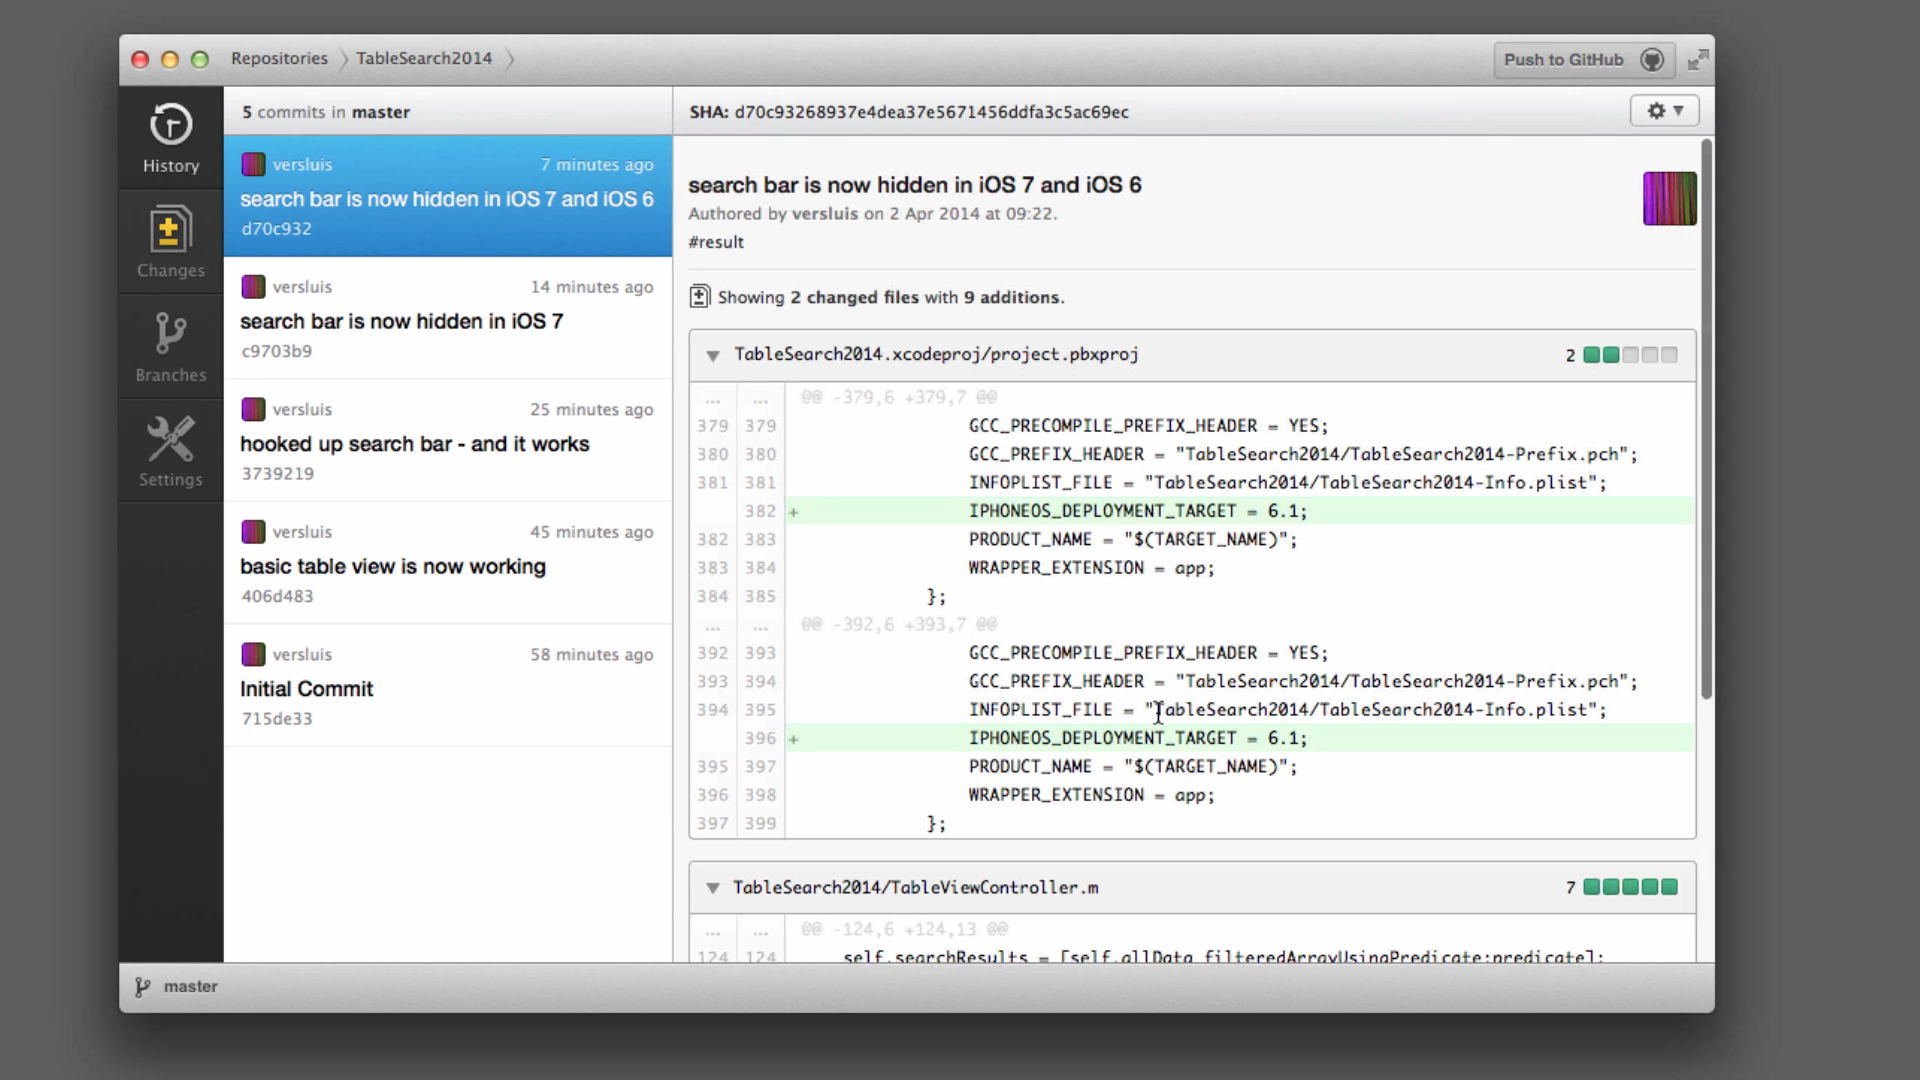 Repositories TableSearch2014
Push to GitHub
History
Changes
Branches
Settings
5 commits in master
versluis 7 minutes ago
search bar is now hidden in iOS 7 and iOS 6
d70c932
versluis 14 minutes ago
search bar is now hidden in iOS 7
c9703b9
versluis 25 minutes ago
hooked up search bar - and it works
3739219
versluis 45 minutes ago
basic table view is now working
406d483
versluis 58 minutes ago
Initial Commit
715de33
SHA: d70c93268937e4dea37e5671456ddfa3c5ac69ec
search bar is now hidden in iOS 7 and iOS 6
Authored by versluis on 2 Apr 2014 at 09:22.
#result
Showing 2 changed files with 9 additions.
TableSearch2014.xcodeproj/project.pbxproj 2
... ... @@ -379,6 +379,7 @@
379 379 GCC_PRECOMPILE_PREFIX_HEADER = YES;
380 380 GCC_PREFIX_HEADER = "TableSearch2014/TableSearch2014-Prefix.pch";
381 381 INFOPLIST_FILE = "TableSearch2014/TableSearch2014-Info.plist";
382 + IPHONEOS_DEPLOYMENT_TARGET = 6.1;
382 383 PRODUCT_NAME = "$(TARGET_NAME)";
383 384 WRAPPER_EXTENSION = app;
384 385 };
... ... @@ -392,6 +393,7 @@
392 393 GCC_PRECOMPILE_PREFIX_HEADER = YES;
393 394 GCC_PREFIX_HEADER = "TableSearch2014/TableSearch2014-Prefix.pch";
394 395 INFOPLIST_FILE = "TableSearch2014/TableSearch2014-Info.plist";
396 + IPHONEOS_DEPLOYMENT_TARGET = 6.1;
395 397 PRODUCT_NAME = "$(TARGET_NAME)";
396 398 WRAPPER_EXTENSION = app;
397 399 };
TableSearch2014/TableViewController.m 7
... ... @@ -124,6 +124,13 @@
124 124 self.searchResults = [self.allData filteredArrayUsingPredicate:predicate];
master